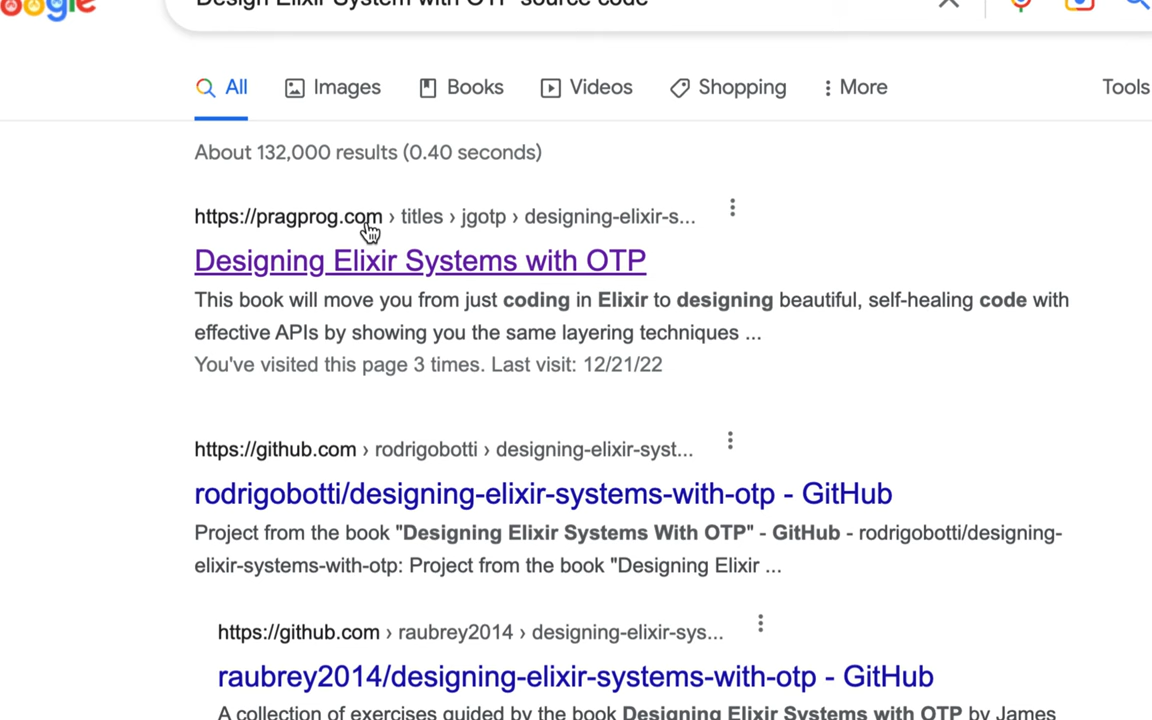 Design Elixir System with OTP source code
All Images Books Videos Shopping More Tools
About 132,000 results (0.40 seconds)
https://pragprog.com › titles › jgotp › designing-elixir-s...
Designing Elixir Systems with OTP
This book will move you from just coding in Elixir to designing beautiful, self-healing code with
effective APIs by showing you the same layering techniques ...
You've visited this page 3 times. Last visit: 12/21/22
https://github.com › rodrigobotti › designing-elixir-syst...
rodrigobotti/designing-elixir-systems-with-otp - GitHub
Project from the book "Designing Elixir Systems With OTP" - GitHub - rodrigobotti/designing-
elixir-systems-with-otp: Project from the book "Designing Elixir ...
https://github.com › raubrey2014 › designing-elixir-sys...
raubrey2014/designing-elixir-systems-with-otp - GitHub
A collection of exercises guided by the book Designing Elixir Systems with OTP by James